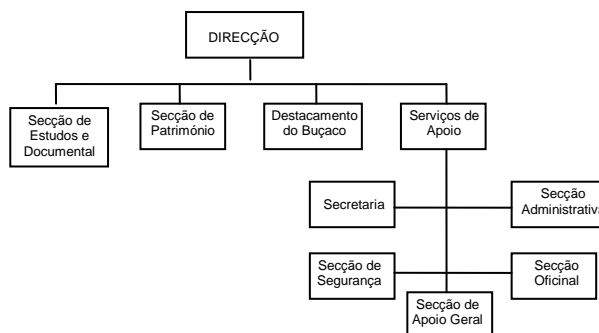 DIRECÇÃO
Secção de
Estudos e
Documental
Secção de
Património
Destacamento
do Buçaco
Serviços de
Apoio
Secretaria
Secção
Administrativa
Secção de
Segurança
Secção
Oficinal
Secção de
Apoio Geral